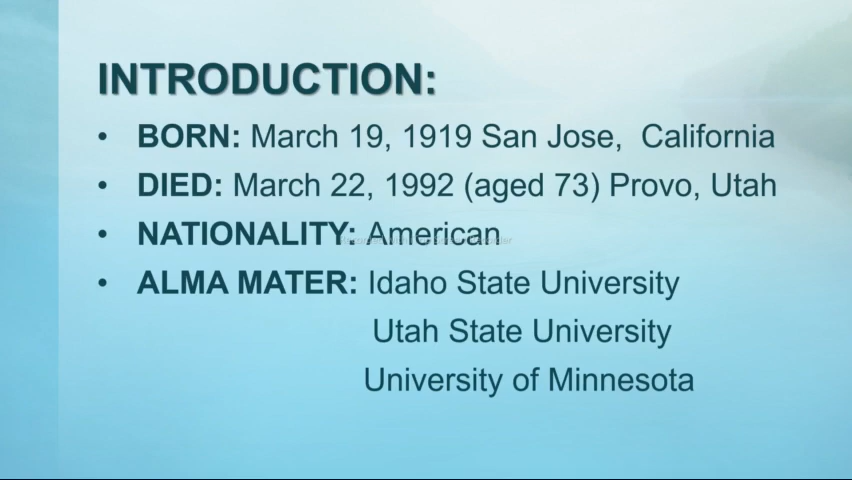 INTRODUCTION:
• BORN: March 19, 1919 San Jose, California
• DIED: March 22, 1992 (aged 73) Provo, Utah
• NATIONALITY: American
• ALMA MATER: Idaho State University
Utah State University
University of Minnesota